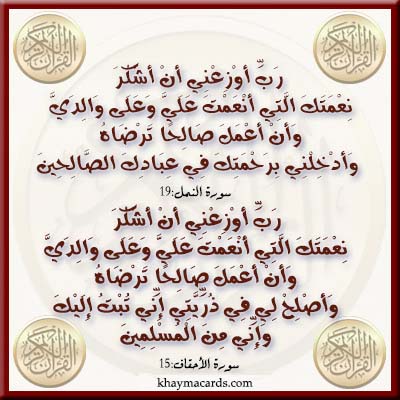 رَبِّ أَوْزِعْنِي أَنْ أَشْكُرَ
نِعْمَتَكَ الَّتِي أَنْعَمْتَ عَلَيَّ وَعَلَى وَالِدَيَّ
وَأَنْ أَعْمَلَ صَالِحًا تَرْضَاهُ
وَأَدْخِلْنِي بِرَحْمَتِكَ فِي عِبَادِكَ الصَّالِحِينَ
سورة النمل:19
رَبِّ أَوْزِعْنِي أَنْ أَشْكُرَ
نِعْمَتَكَ الَّتِي أَنْعَمْتَ عَلَيَّ وَعَلَى وَالِدَيَّ
وَأَنْ أَعْمَلَ صَالِحًا تَرْضَاهُ
وَأَصْلِحْ لِي فِي ذُرِّيَّتِي إِنِّي تُبْتُ إِلَيْكَ
وَإِنِّي مِنَ الْمُسْلِمِينَ
سورة الأحقاف:15
khaymacards.com